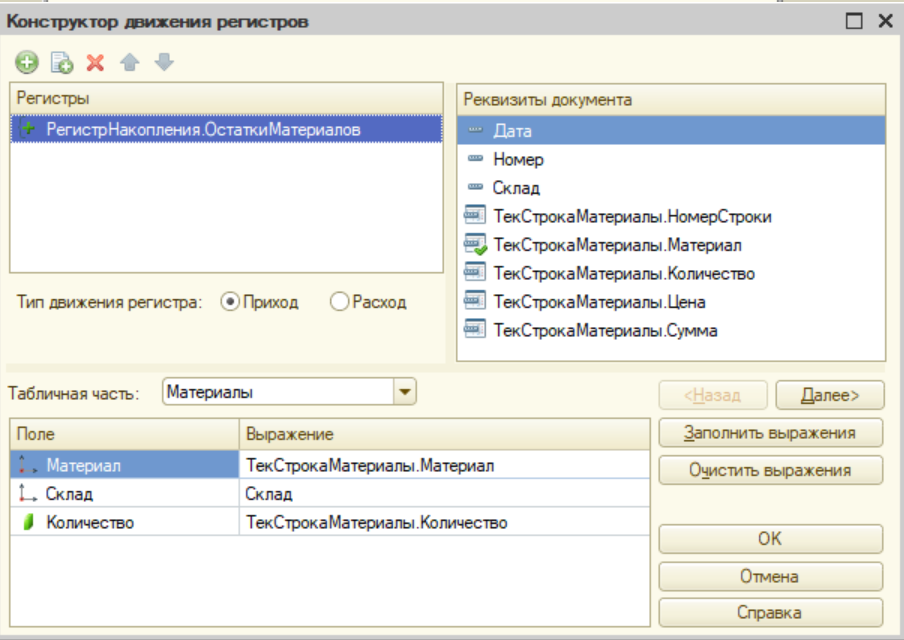 Конструктор движения регистров
Регистры
РегистрНакопления.ОстаткиМатериалов
Реквизиты документа
Дата
Номер
Склад
ТекСтрокаМатериалы.НомерСтроки
ТекСтрокаМатериалы.Материал
ТекСтрокаМатериалы.Количество
ТекСтрокаМатериалы.Цена
ТекСтрокаМатериалы.Сумма
Тип движения регистра: Приход Расход
Табличная часть: Материалы
<Назад Далее>
Заполнить выражения
Очистить выражения
Поле Выражение
Материал ТекСтрокаМатериалы.Материал
Склад Склад
Количество ТекСтрокаМатериалы.Количество
ОК
Отмена
Справка